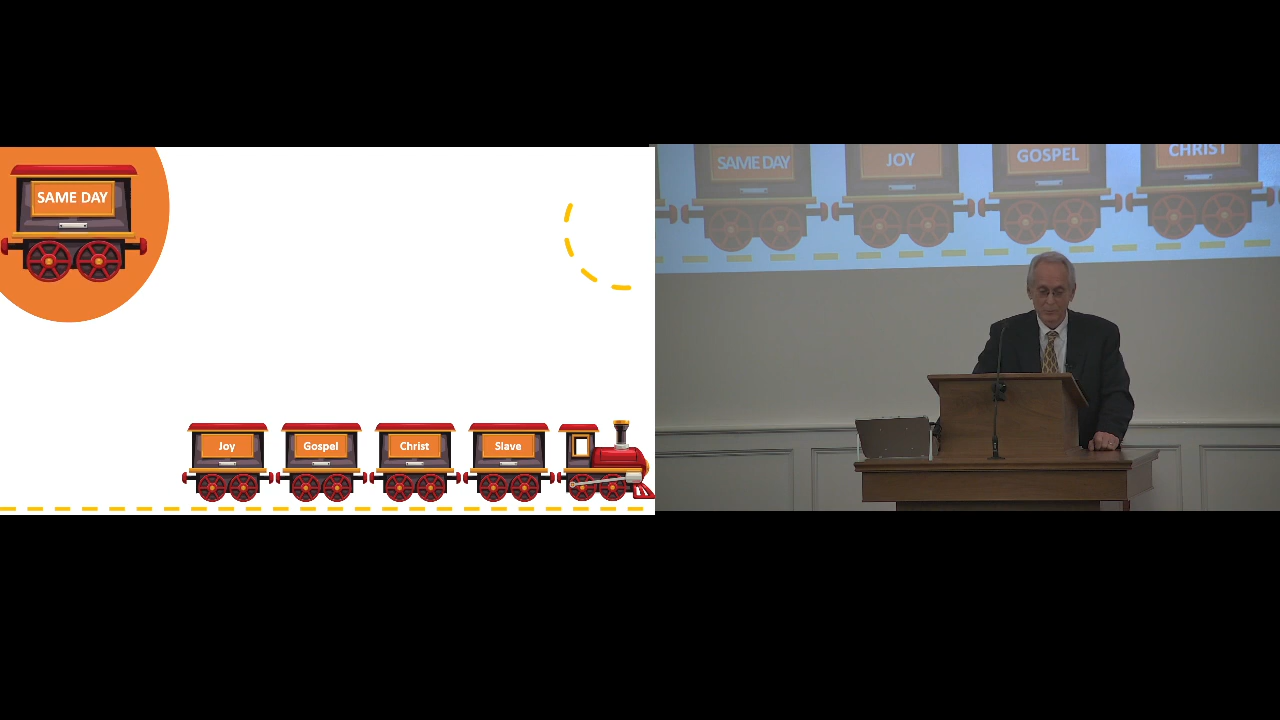 SAME DAY
Joy
Gospel
Christ
Slave
SAME DAY
JOY
GOSPEL
CHRIST